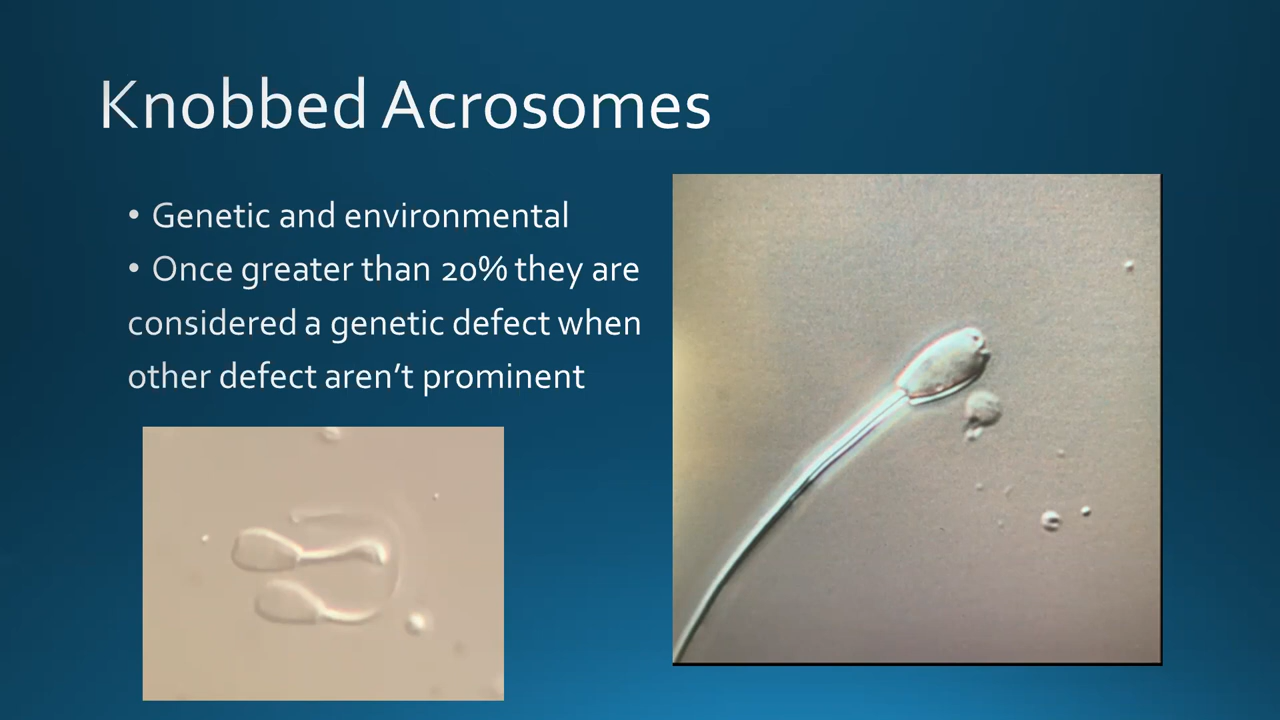 Knobbed Acrosomes
• Genetic and environmental
• Once greater than 20% they are
considered a genetic defect when
other defect aren’t prominent